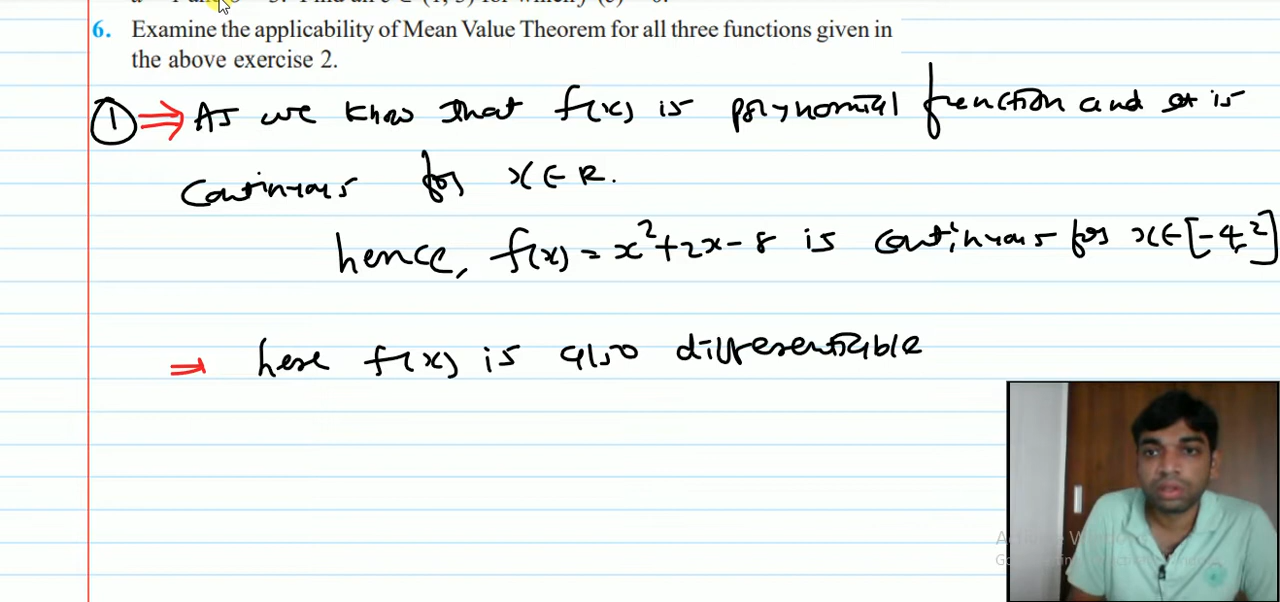 6. Examine the applicability of Mean Value Theorem for all three functions given in
the above exercise 2.
① ⇒ As we know that f(x) is polynomial function and it is
continuous for x∈R.
hence, f(x) = x²+2x-8 is continuous for x∈[-4,2]
⇒ here f(x) is also differentiable